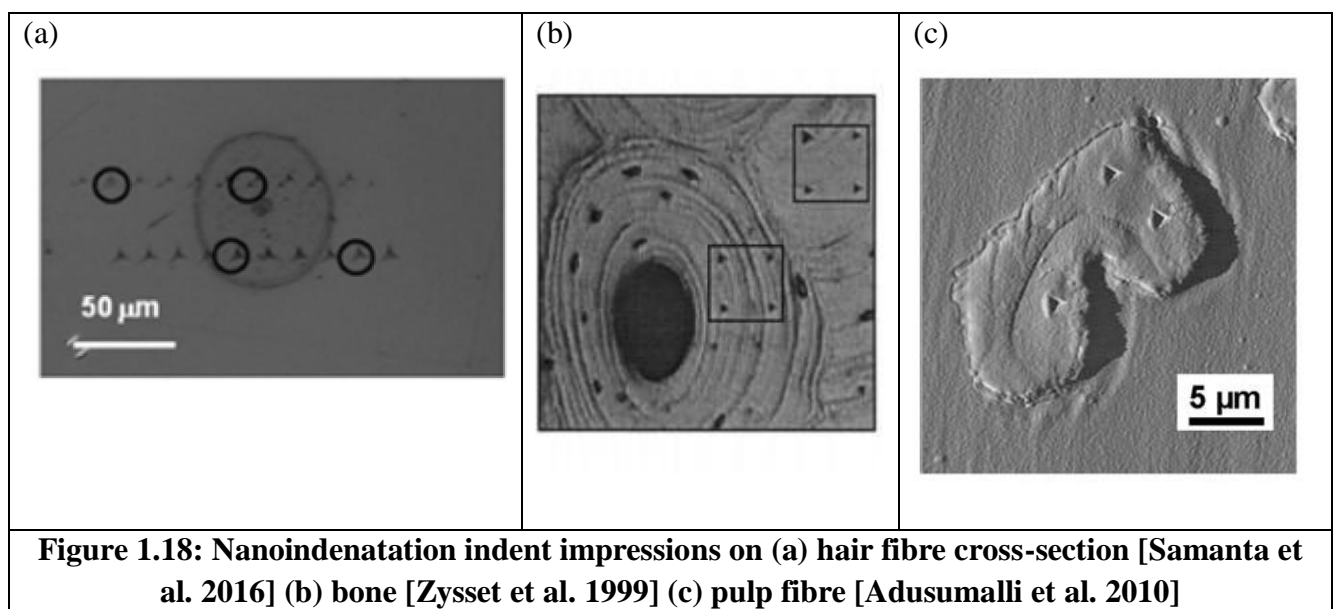 (a)
(b)
(c)
50 µm
5 µm
Figure 1.18: Nanoindenatation indent impressions on (a) hair fibre cross-section [Samanta et
al. 2016] (b) bone [Zysset et al. 1999] (c) pulp fibre [Adusumalli et al. 2010]